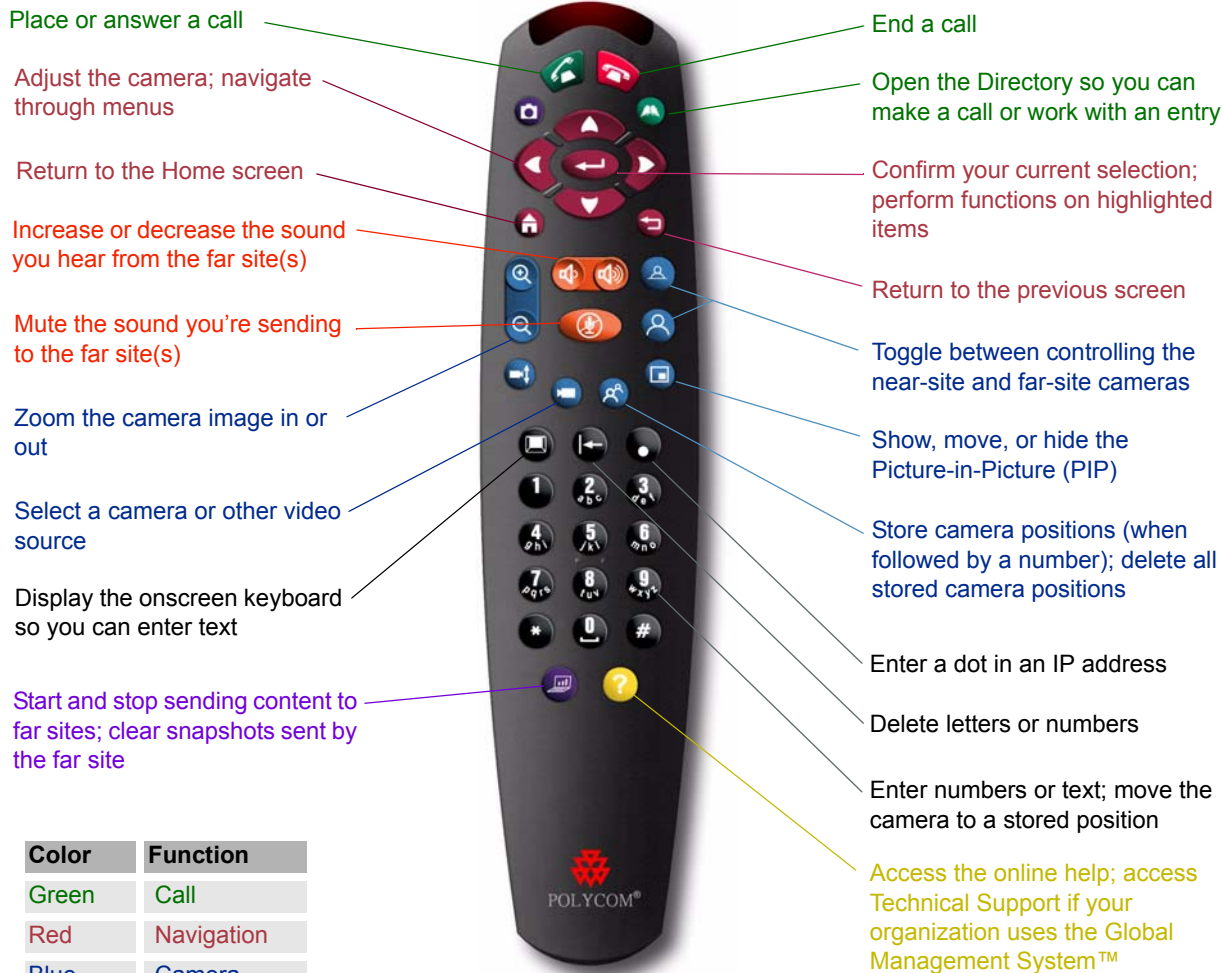 Place or answer a call
Adjust the camera; navigate
through menus
Return to the Home screen
Increase or decrease the sound
you hear from the far site(s)
Mute the sound you're sending
to the far site(s)
Zoom the camera image in or
out
Select a camera or other video
source
Display the onscreen keyboard
so you can enter text
Start and stop sending content to
far sites; clear snapshots sent by
the far site
Color Function
Green Call
Red Navigation
Blue Camera
1 2 3
abc def
4 5 6
ghi jkl mno
7 8 9
pqrs tuv wxyz
* 0 #
?
POLYCOM®
End a call
Open the Directory so you can
make a call or work with an entry
Confirm your current selection;
perform functions on highlighted
items
Return to the previous screen
Toggle between controlling the
near-site and far-site cameras
Show, move, or hide the
Picture-in-Picture (PIP)
Store camera positions (when
followed by a number); delete all
stored camera positions
Enter a dot in an IP address
Delete letters or numbers
Enter numbers or text; move the
camera to a stored position
Access the online help; access
Technical Support if your
organization uses the Global
Management System™